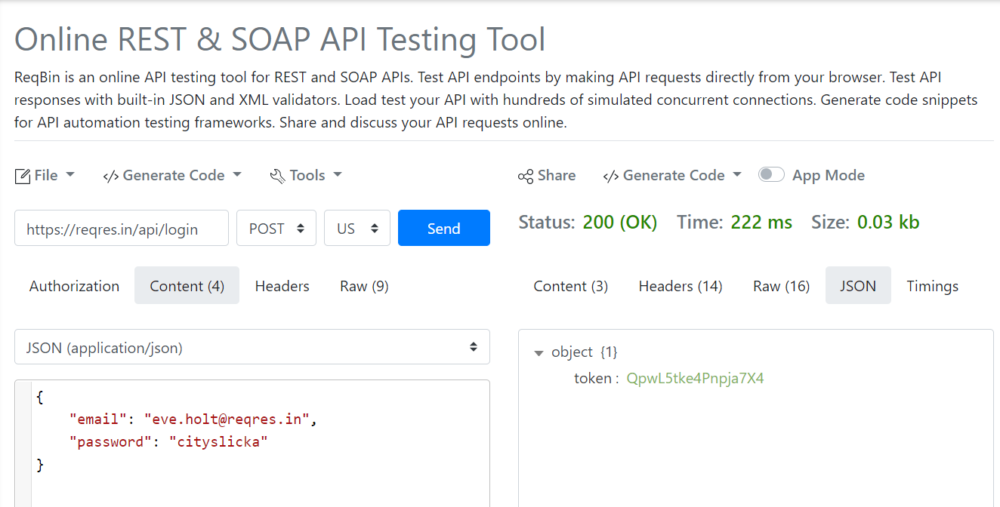 Online REST & SOAP API Testing Tool
ReqBin is an online API testing tool for REST and SOAP APIs. Test API endpoints by making API requests directly from your browser. Test API
responses with built-in JSON and XML validators. Load test your API with hundreds of simulated concurrent connections. Generate code snippets
for API automation testing frameworks. Share and discuss your API requests online.
File </> Generate Code Tools
Share </> Generate Code App Mode
https://reqres.in/api/login POST US Send
Status: 200 (OK) Time: 222 ms Size: 0.03 kb
Authorization Content (4) Headers Raw (9)
Content (3) Headers (14) Raw (16) JSON Timings
JSON (application/json)
{
"email": "eve.holt@reqres.in",
"password": "cityslicka"
}
object {1}
token : QpwL5tke4Pnpja7X4